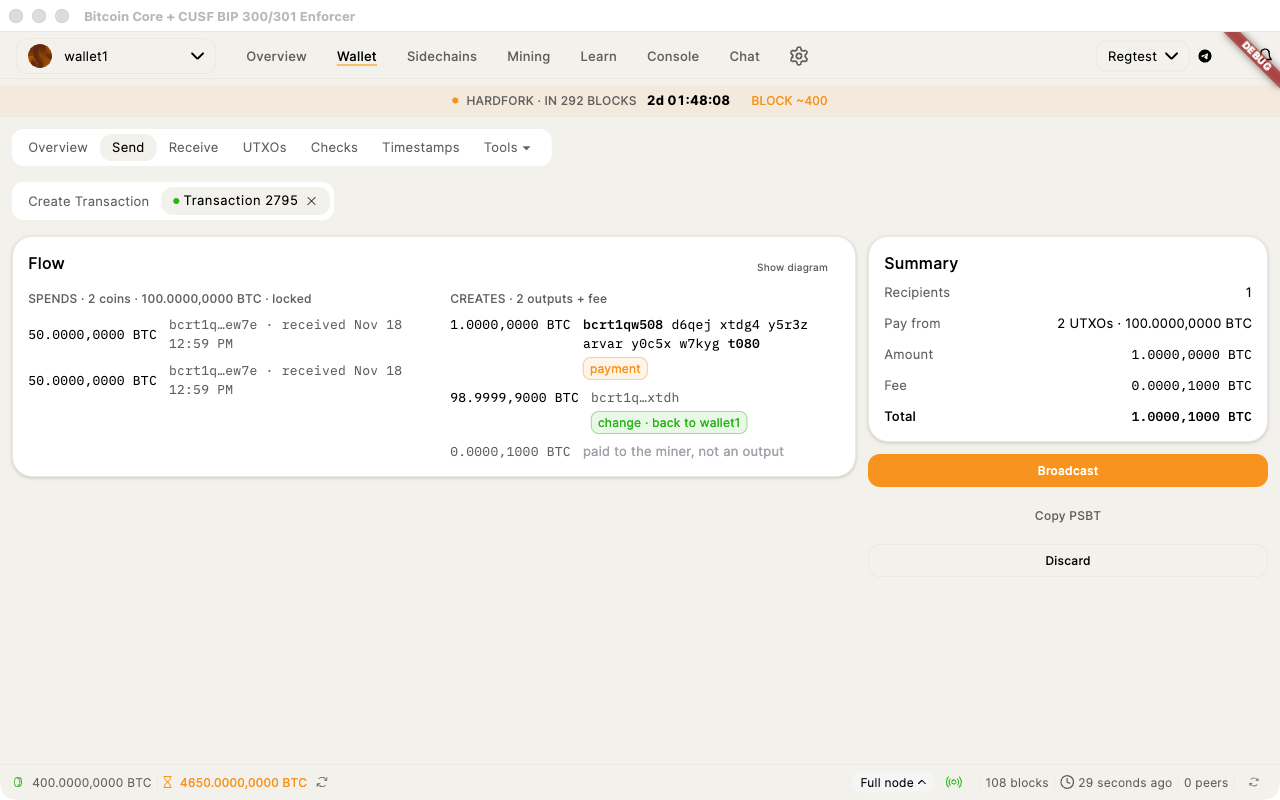 Bitcoin Core + CUSF BIP 300/301 Enforcer
wallet1 Overview Wallet Sidechains Mining Learn Console Chat Regtest DEBUG
HARDFORK · IN 292 BLOCKS 2d 01:48:08 BLOCK ~400
Overview Send Receive UTXOs Checks Timestamps Tools
Create Transaction Transaction 2795
Flow
Show diagram
SPENDS · 2 coins · 100.0000,0000 BTC · locked
50.0000,0000 BTC bcrt1q…ew7e · received Nov 18
12:59 PM
50.0000,0000 BTC bcrt1q…ew7e · received Nov 18
12:59 PM
CREATES · 2 outputs + fee
1.0000,0000 BTC bcrt1qw508 d6qej xtdg4 y5r3z
arvar y0c5x w7kyg t080
payment
98.9999,9000 BTC bcrt1q…xtdh
change · back to wallet1
0.0000,1000 BTC paid to the miner, not an output
Summary
Recipients 1
Pay from 2 UTXOs · 100.0000,0000 BTC
Amount 1.0000,0000 BTC
Fee 0.0000,1000 BTC
Total 1.0000,1000 BTC
Broadcast
Copy PSBT
Discard
400.0000,0000 BTC 4650.0000,0000 BTC Full node 108 blocks 29 seconds ago 0 peers